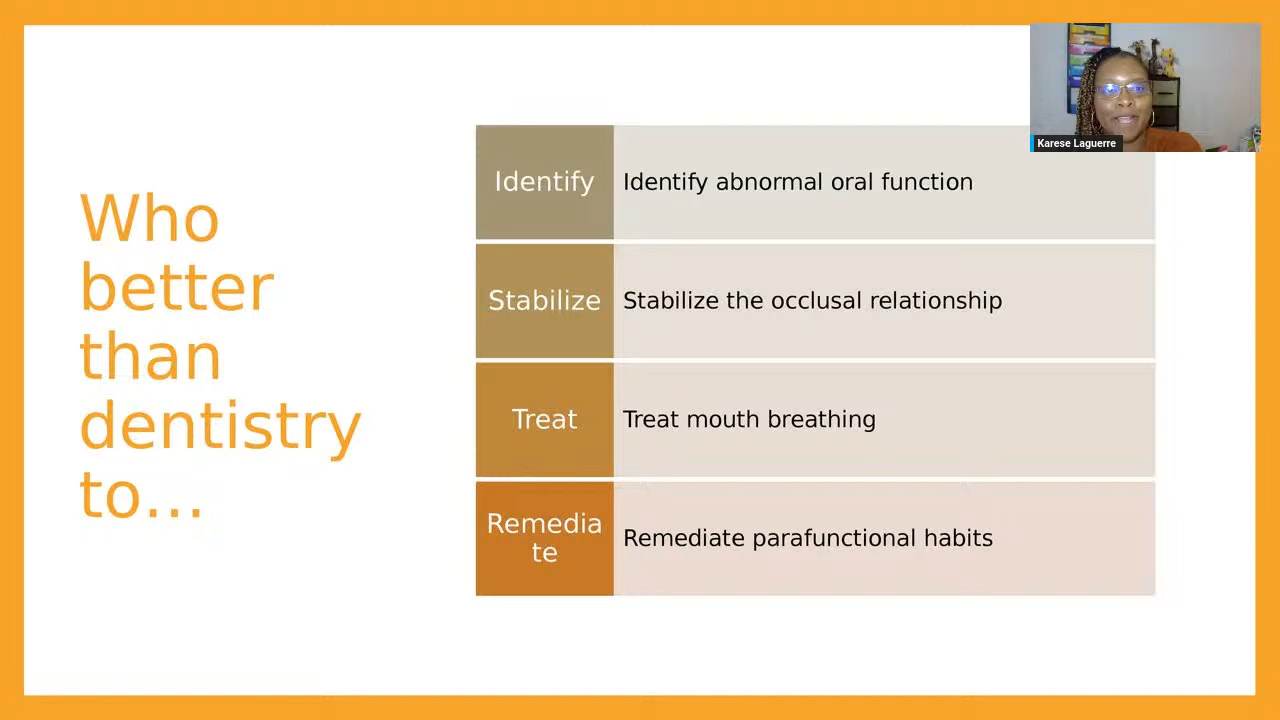 Karese Laguerre
Who
better
than
dentistry
to...
Identify
Identify abnormal oral function
Stabilize
Stabilize the occlusal relationship
Treat
Treat mouth breathing
Remedia
te
Remediate parafunctional habits